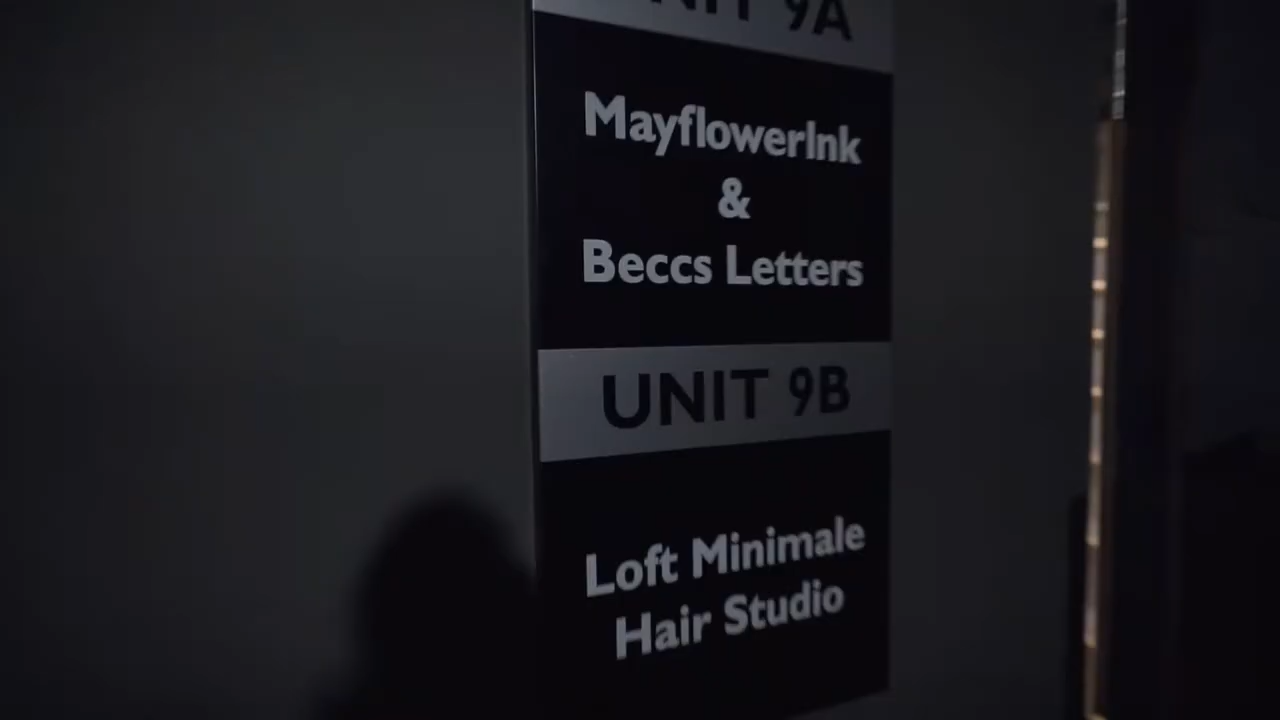 UNIT 9A
MayflowerInk
&
Beccs Letters
UNIT 9B
Loft Minimale
Hair Studio